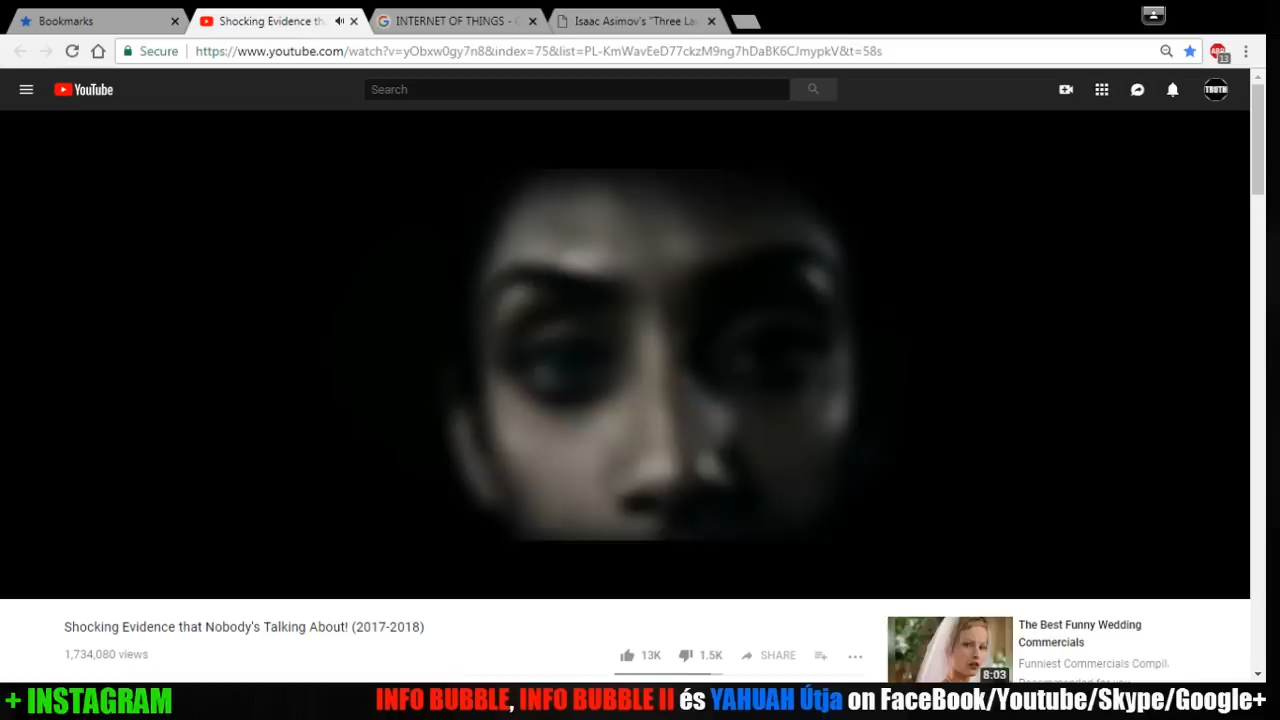 Bookmarks
Shocking Evidence th
INTERNET OF THINGS - G
Isaac Asimov's "Three La
Secure
https://www.youtube.com/watch?v=yObxw0gy7n8&index=75&list=PL-KmWavEeD77ckzM9ng7hDaBK6CJmypkV&t=58s
ABP
13
YouTube
Search
TRUTH
Shocking Evidence that Nobody's Talking About! (2017-2018)
1,734,080 views
13K
1.5K
SHARE
The Best Funny Wedding
Commercials
Funniest Commercials Compil
8:03
+ INSTAGRAM
INFO BUBBLE, INFO BUBBLE II és YAHUAH Útja on FaceBook/Youtube/Skype/Google+